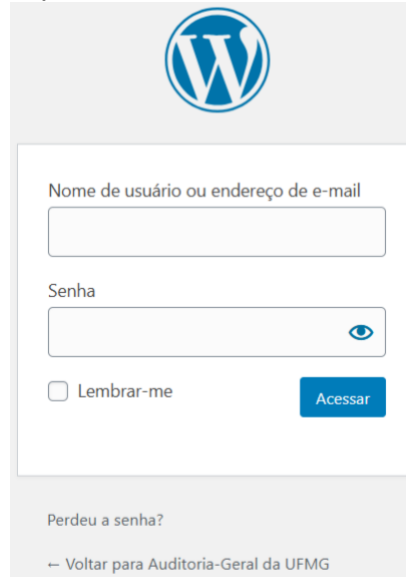 Nome de usuário ou endereço de e-mail
Senha
Lembrar-me
Acessar
Perdeu a senha?
← Voltar para Auditoria-Geral da UFMG